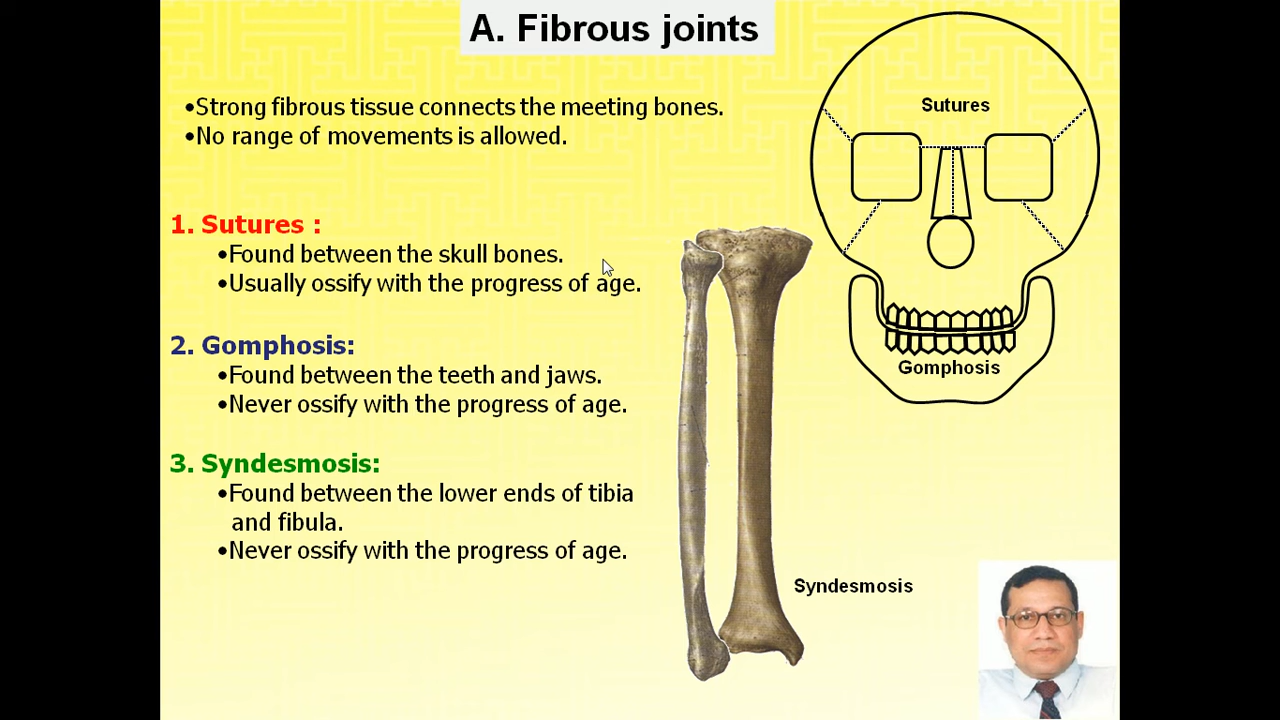 A. Fibrous joints
•Strong fibrous tissue connects the meeting bones.
•No range of movements is allowed.
1. Sutures :
•Found between the skull bones.
•Usually ossify with the progress of age.
2. Gomphosis:
•Found between the teeth and jaws.
•Never ossify with the progress of age.
3. Syndesmosis:
•Found between the lower ends of tibia
and fibula.
•Never ossify with the progress of age.
Sutures
Gomphosis
Syndesmosis